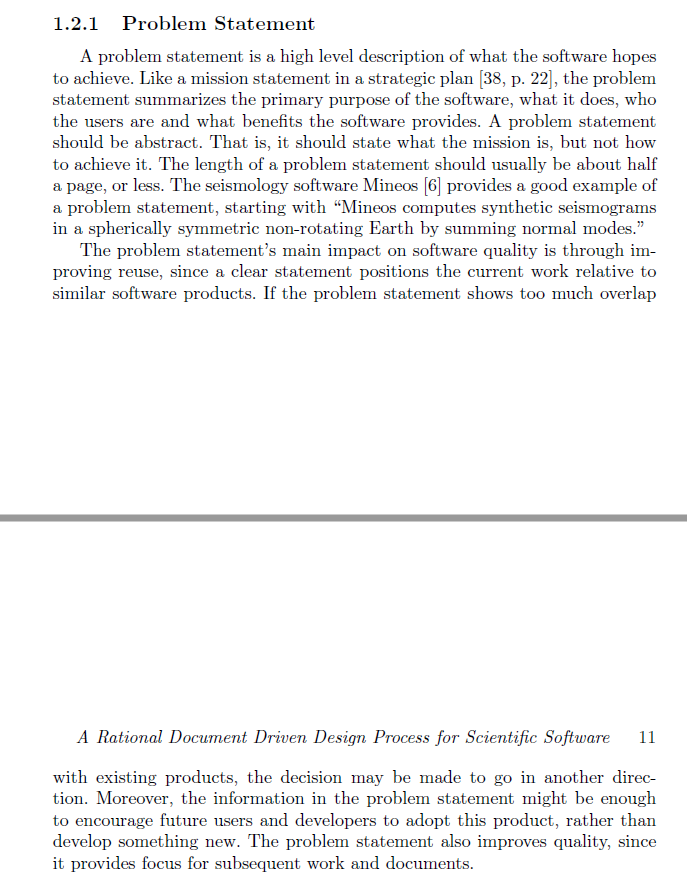 1.2.1 Problem Statement
A problem statement is a high level description of what the software hopes
to achieve. Like a mission statement in a strategic plan [38, p. 22], the problem
statement summarizes the primary purpose of the software, what it does, who
the users are and what benefits the software provides. A problem statement
should be abstract. That is, it should state what the mission is, but not how
to achieve it. The length of a problem statement should usually be about half
a page, or less. The seismology software Mineos [6] provides a good example of
a problem statement, starting with “Mineos computes synthetic seismograms
in a spherically symmetric non-rotating Earth by summing normal modes.”
The problem statement’s main impact on software quality is through im-
proving reuse, since a clear statement positions the current work relative to
similar software products. If the problem statement shows too much overlap
A Rational Document Driven Design Process for Scientific Software 11
with existing products, the decision may be made to go in another direc-
tion. Moreover, the information in the problem statement might be enough
to encourage future users and developers to adopt this product, rather than
develop something new. The problem statement also improves quality, since
it provides focus for subsequent work and documents.